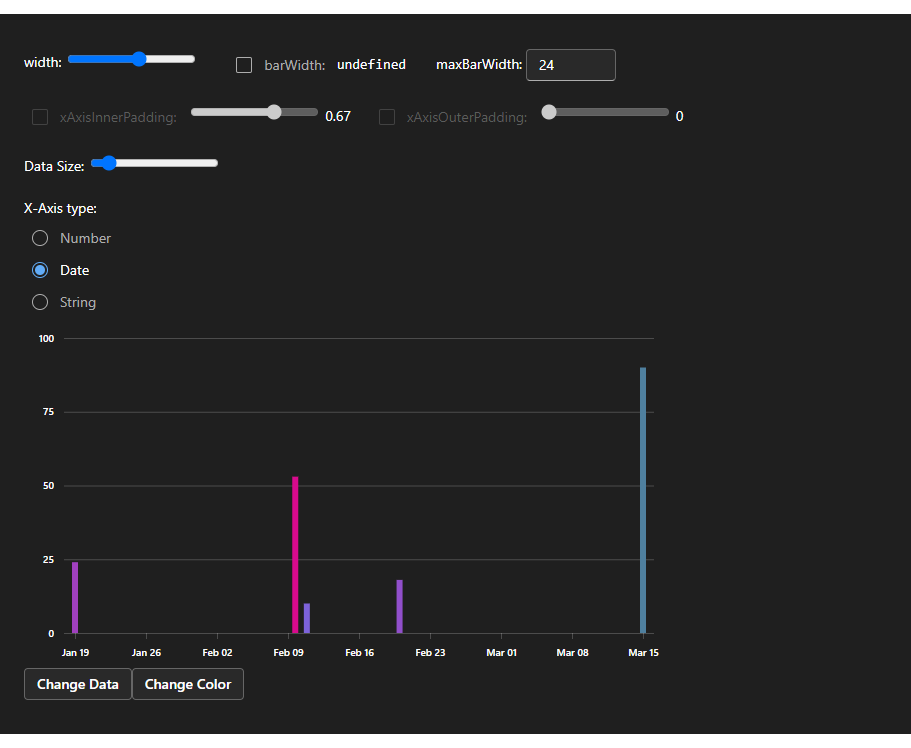 width: barWidth: undefined maxBarWidth: 24
xAxisInnerPadding: 0.67 xAxisOuterPadding: 0
Data Size:
X-Axis type:
Number
Date
String
100
75
50
25
0
Jan 19 Jan 26 Feb 02 Feb 09 Feb 16 Feb 23 Mar 01 Mar 08 Mar 15
Change Data Change Color